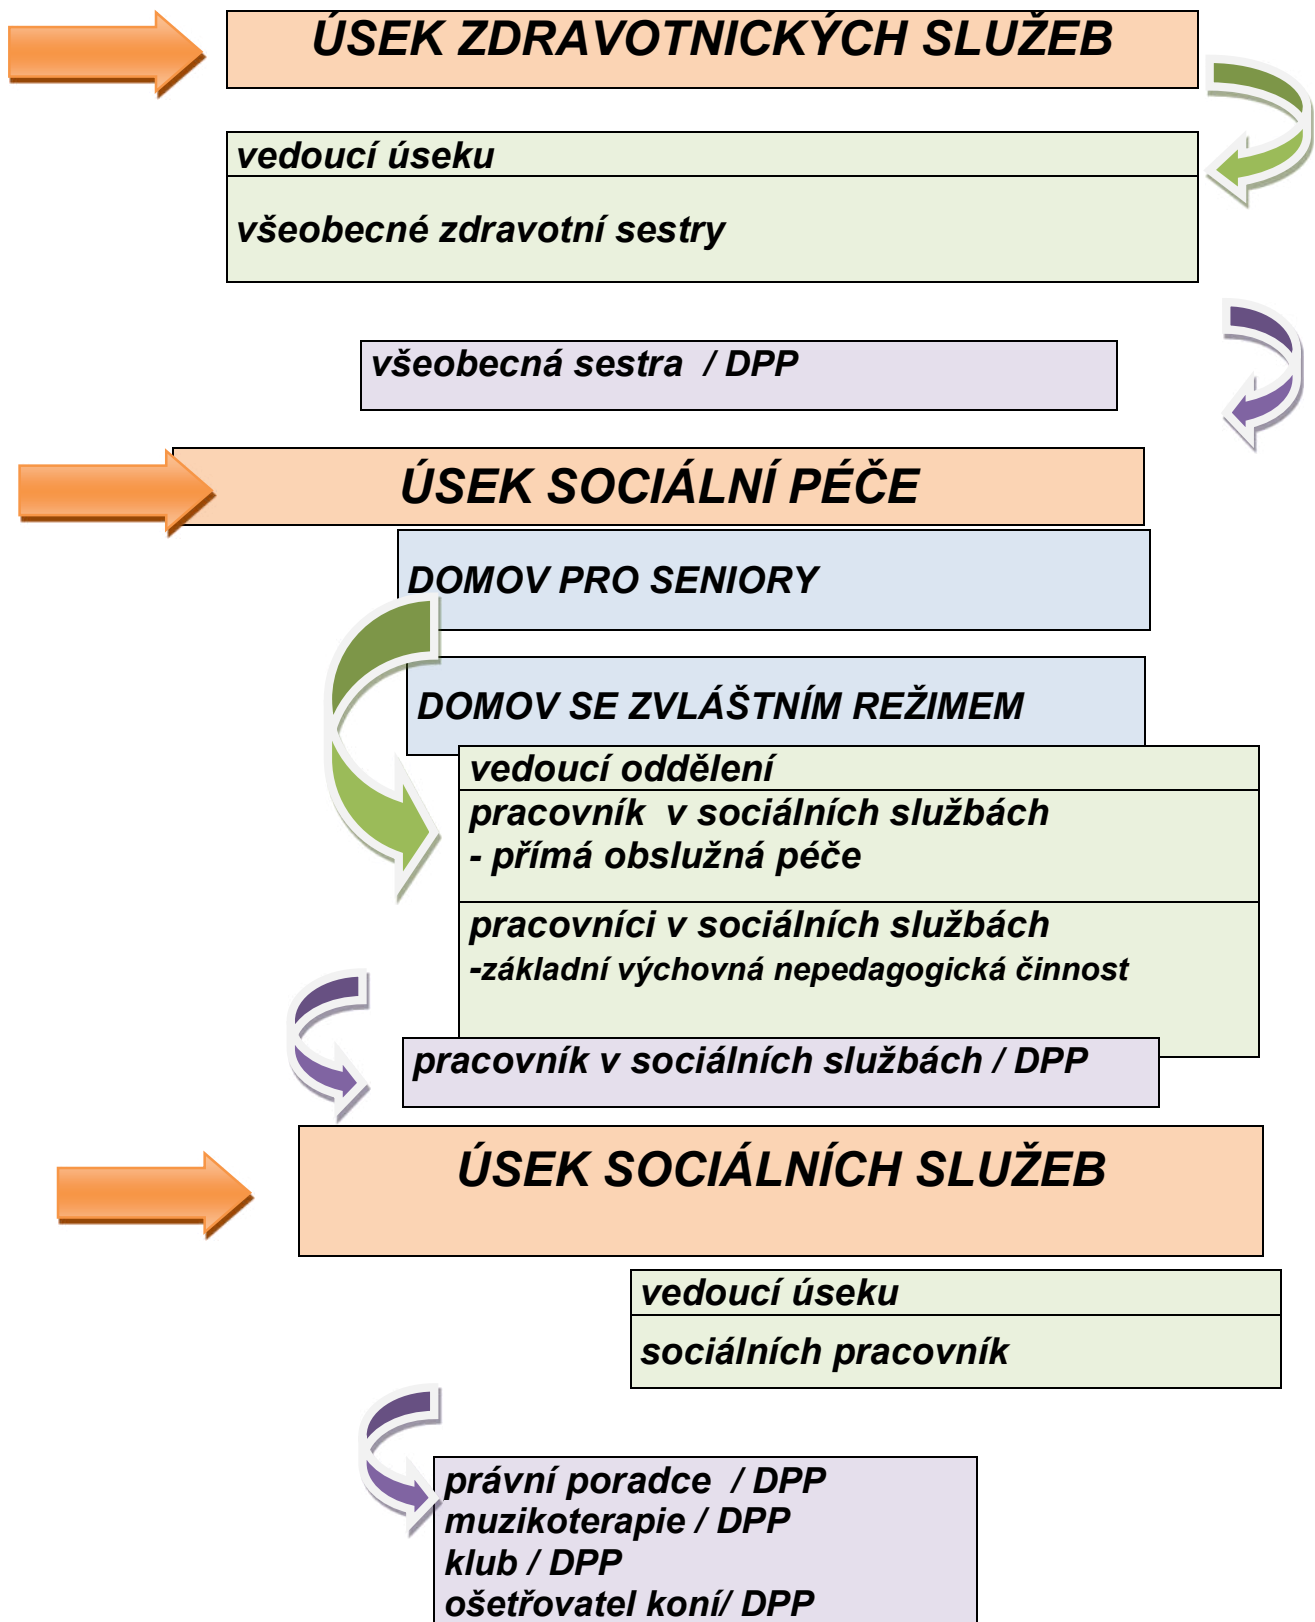 ÚSEK ZDRAVOTNICKÝCH SLUŽEB
vedoucí úseku
všeobecné zdravotní sestry
všeobecná sestra / DPP
ÚSEK SOCIÁLNÍ PÉČE
DOMOV PRO SENIORY
DOMOV SE ZVLÁŠTNÍM REŽIMEM
vedoucí oddělení
pracovník v sociálních službách
- přímá obslužná péče
pracovníci v sociálních službách
-základní výchovná nepedagogická činnost
pracovník v sociálních službách / DPP
ÚSEK SOCIÁLNÍCH SLUŽEB
vedoucí úseku
sociálních pracovník
právní poradce / DPP
muzikoterapie / DPP
klub / DPP
ošetřovatel koní/ DPP